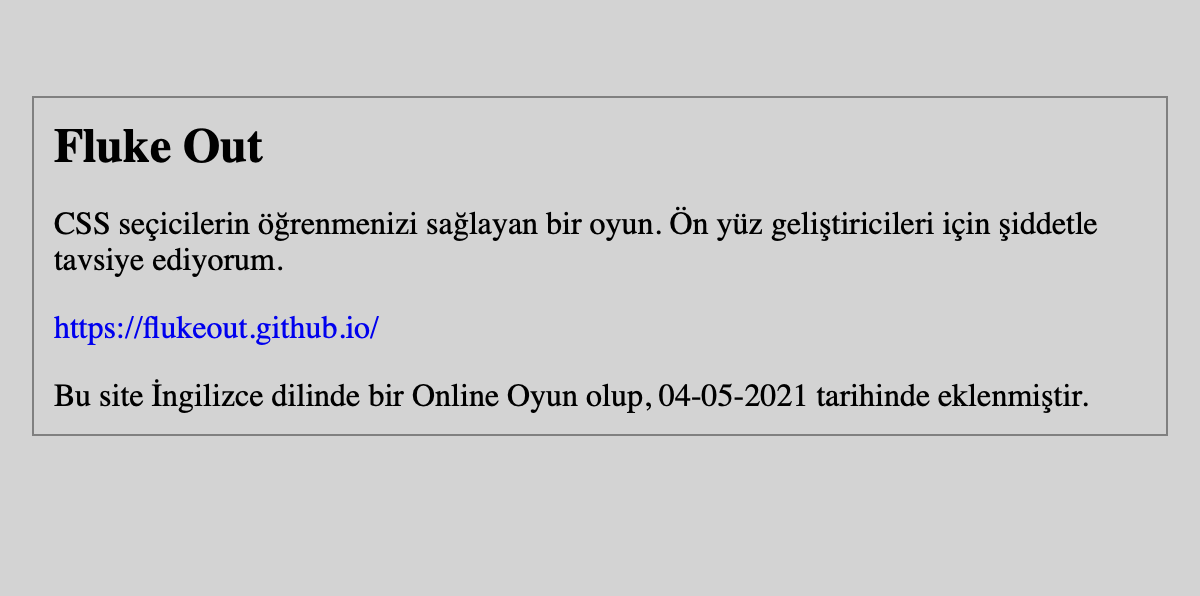 Fluke Out
CSS seçicilerin öğrenmenizi sağlayan bir oyun. Ön yüz geliştiricileri için şiddetle
tavsiye ediyorum.
https://flukeout.github.io/
Bu site İngilizce dilinde bir Online Oyun olup, 04-05-2021 tarihinde eklenmiştir.